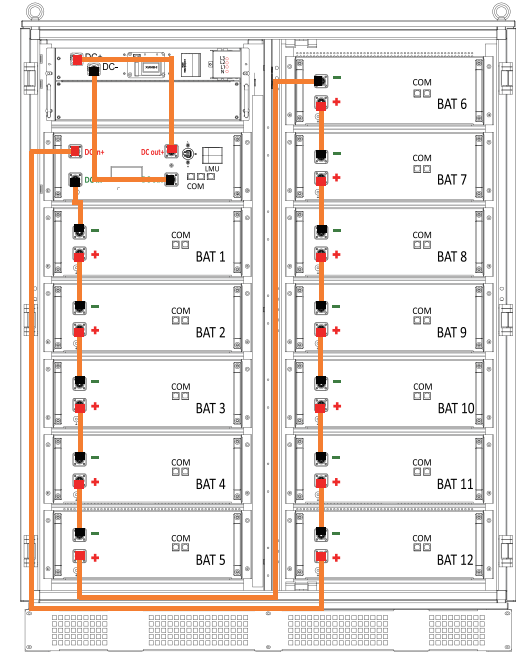 DC+
DC-
DC in+
DC out+
LMU
COM
COM
BAT 1
COM
BAT 2
COM
BAT 3
COM
BAT 4
COM
BAT 5
COM
BAT 6
COM
BAT 7
COM
BAT 8
COM
BAT 9
COM
BAT 10
COM
BAT 11
COM
BAT 12